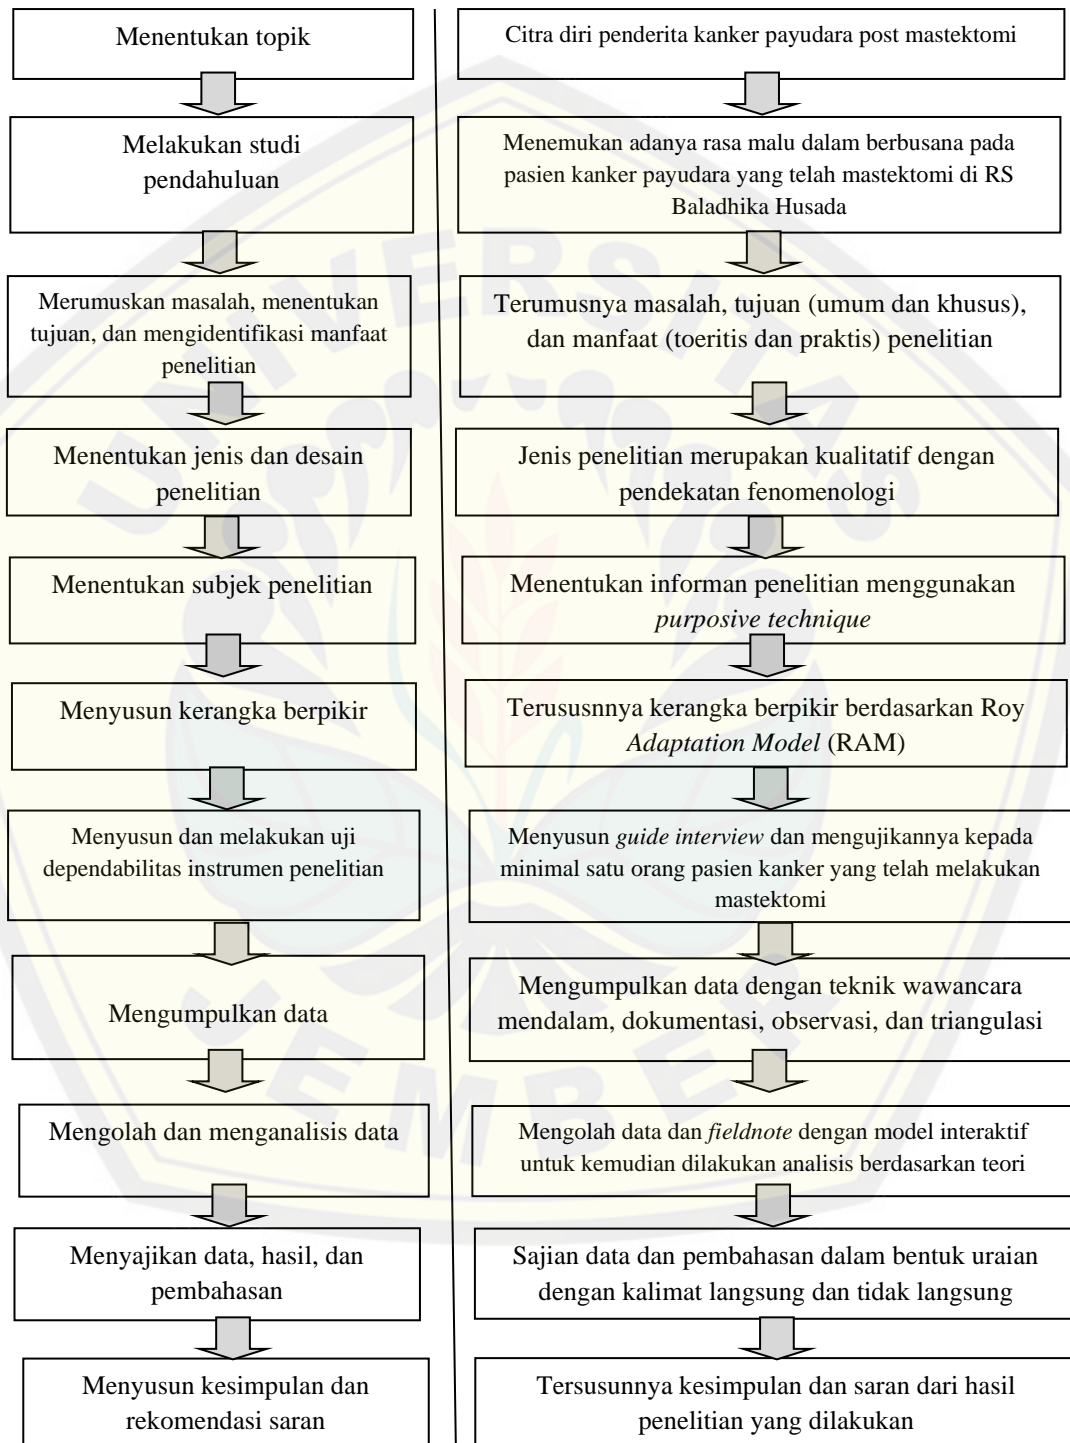 Menentukan topik
Citra diri penderita kanker payudara post mastektomi
Melakukan studi
pendahuluan
Menemukan adanya rasa malu dalam berbusana pada
pasien kanker payudara yang telah mastektomi di RS
Baladhika Husada
Merumuskan masalah, menentukan
tujuan, dan mengidentifikasi manfaat
penelitian
Terumusnya masalah, tujuan (umum dan khusus),
dan manfaat (toeritis dan praktis) penelitian
Menentukan jenis dan desain
penelitian
Jenis penelitian merupakan kualitatif dengan
pendekatan fenomenologi
Menentukan subjek penelitian
Menentukan informan penelitian menggunakan
purposive technique
Menyusun kerangka berpikir
Terususnnya kerangka berpikir berdasarkan Roy
Adaptation Model (RAM)
Menyusun dan melakukan uji
dependabilitas instrumen penelitian
Menyusun guide interview dan mengujikannya kepada
minimal satu orang pasien kanker yang telah melakukan
mastektomi
Mengumpulkan data
Mengumpulkan data dengan teknik wawancara
mendalam, dokumentasi, observasi, dan triangulasi
Mengolah dan menganalisis data
Mengolah data dan fieldnote dengan model interaktif
untuk kemudian dilakukan analisis berdasarkan teori
Menyajikan data, hasil, dan
pembahasan
Sajian data dan pembahasan dalam bentuk uraian
dengan kalimat langsung dan tidak langsung
Menyusun kesimpulan dan
rekomendasi saran
Tersusunnya kesimpulan dan saran dari hasil
penelitian yang dilakukan
UNIVERSITAS
JEMBER